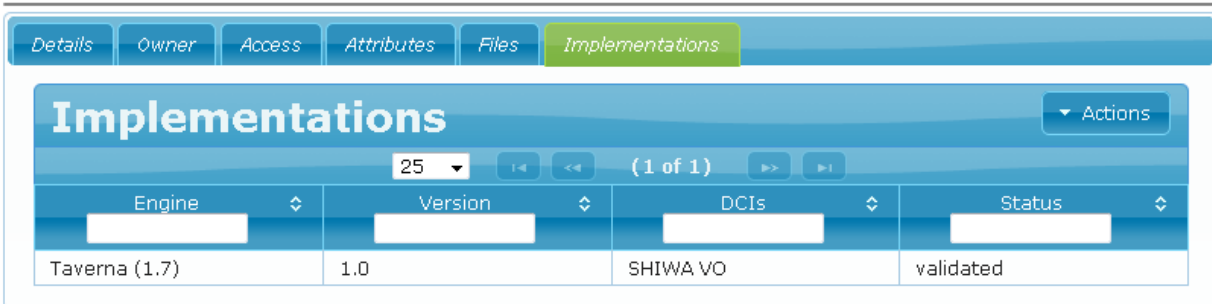 Details Owner Access Attributes Files Implementations
Implementations Actions
25 (1 of 1)
Engine Version DCIs Status
Taverna (1.7) 1.0 SHIWA VO validated